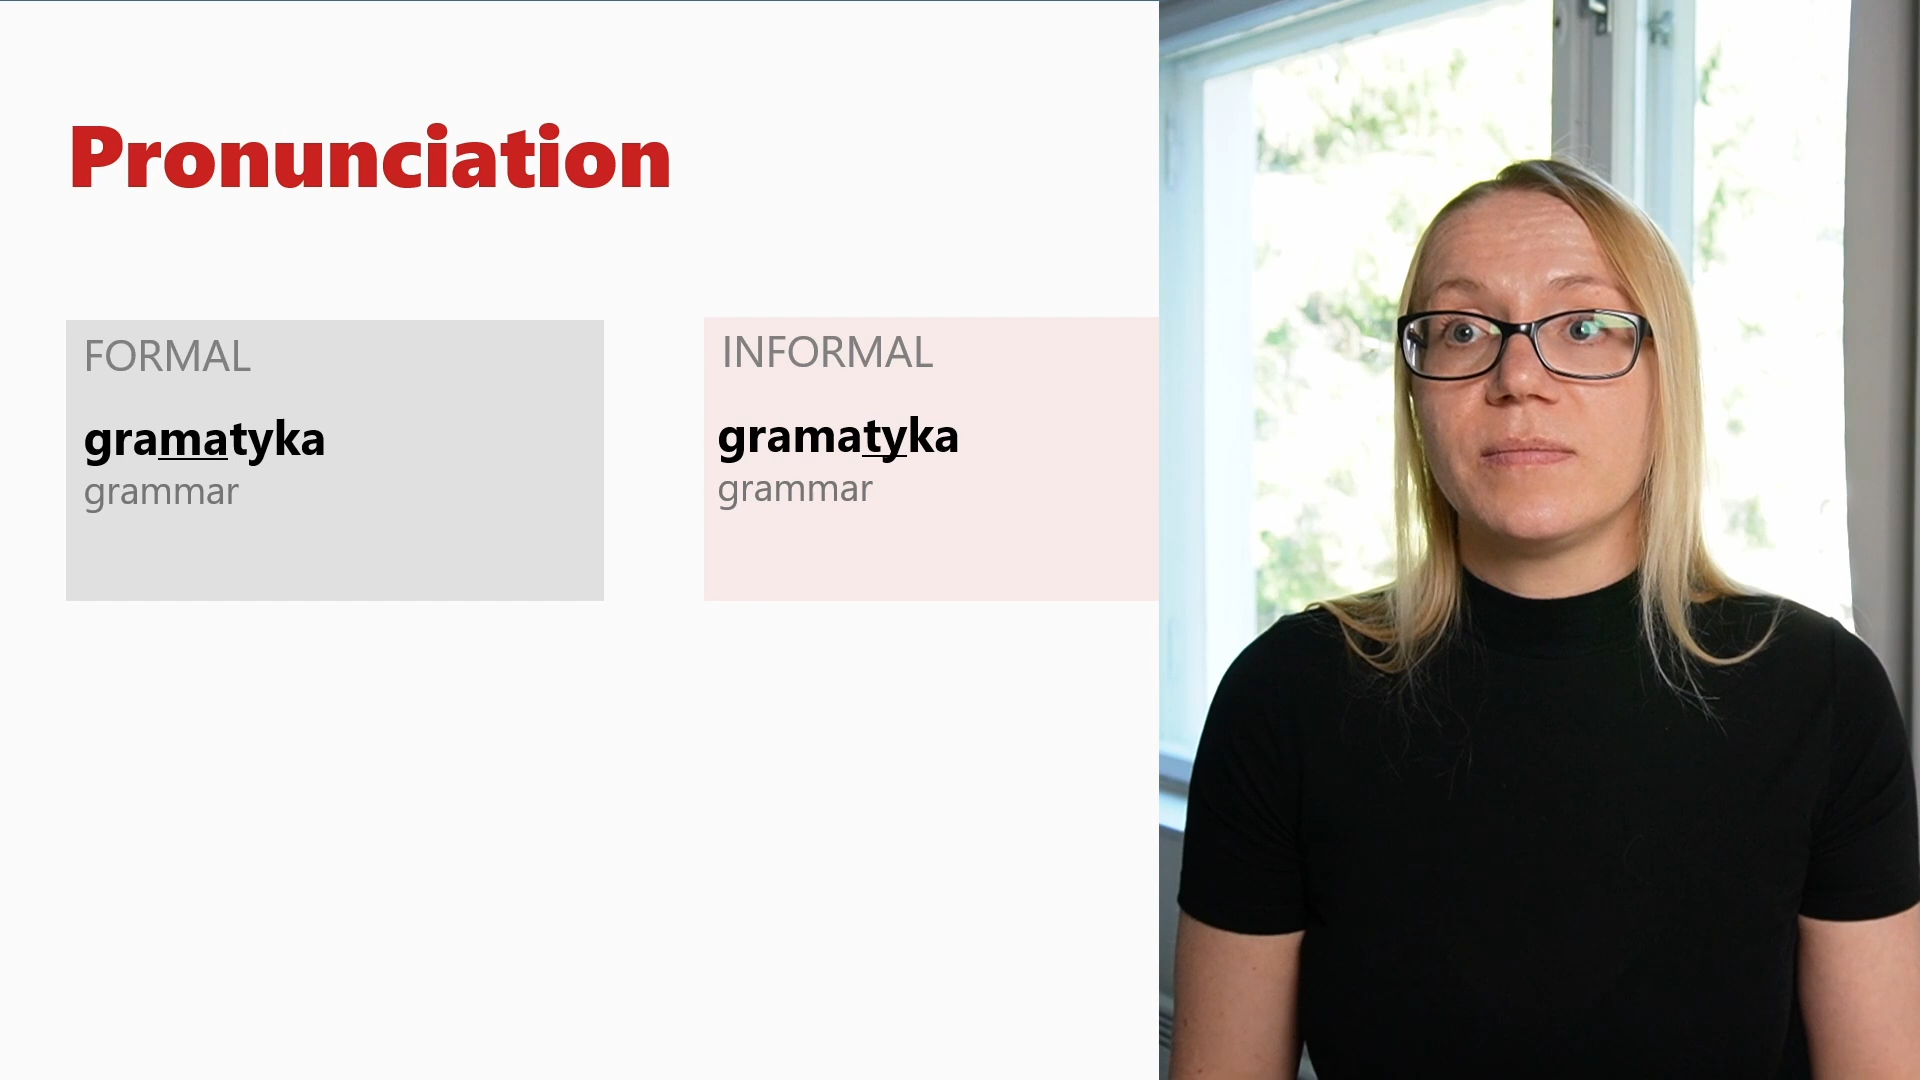 Pronunciation
FORMAL
gramatyka
grammar
INFORMAL
gramatyka
grammar